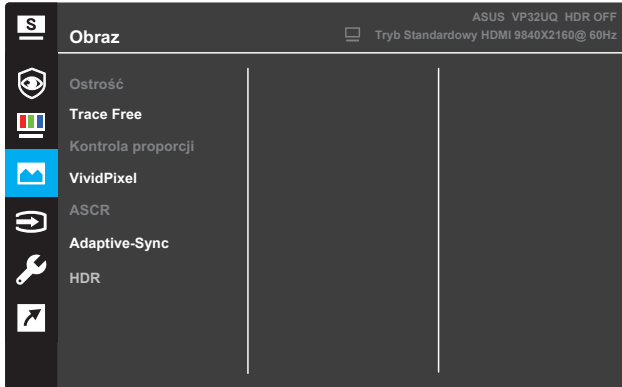 S
ASUS VP32UQ HDR OFF
Obraz
Tryb Standardowy HDMI 9840X2160@ 60Hz
Ostrość
Trace Free
Kontrola proporcji
VividPixel
ASCR
Adaptive-Sync
HDR